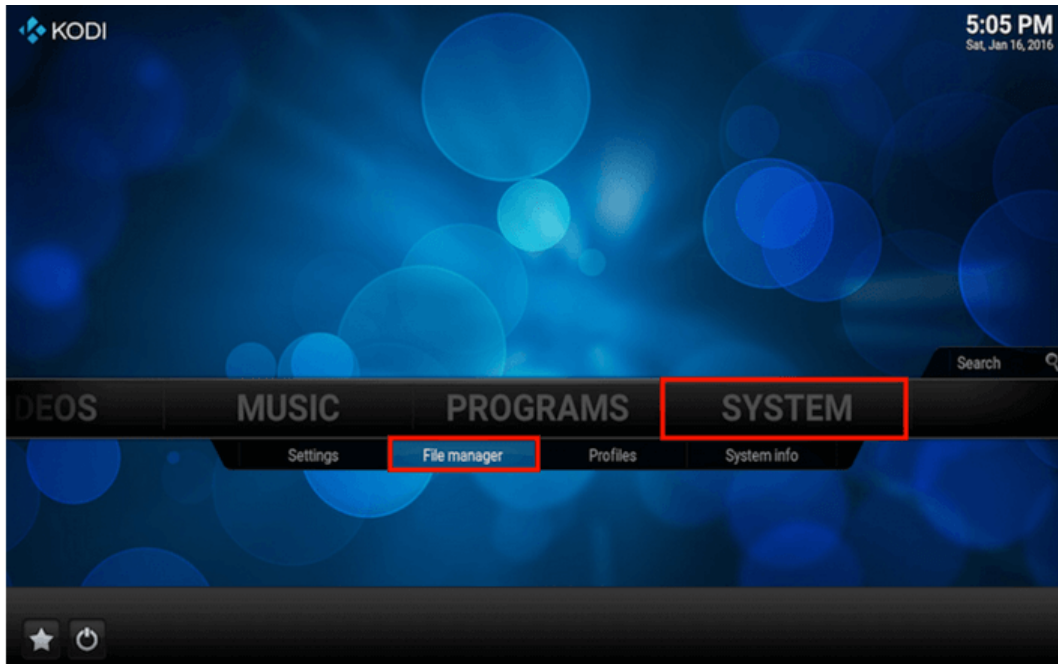 KODI
5:05 PM
Sat, Jan 16, 2016
Search
DEOS MUSIC PROGRAMS SYSTEM
Settings File manager Profiles System info